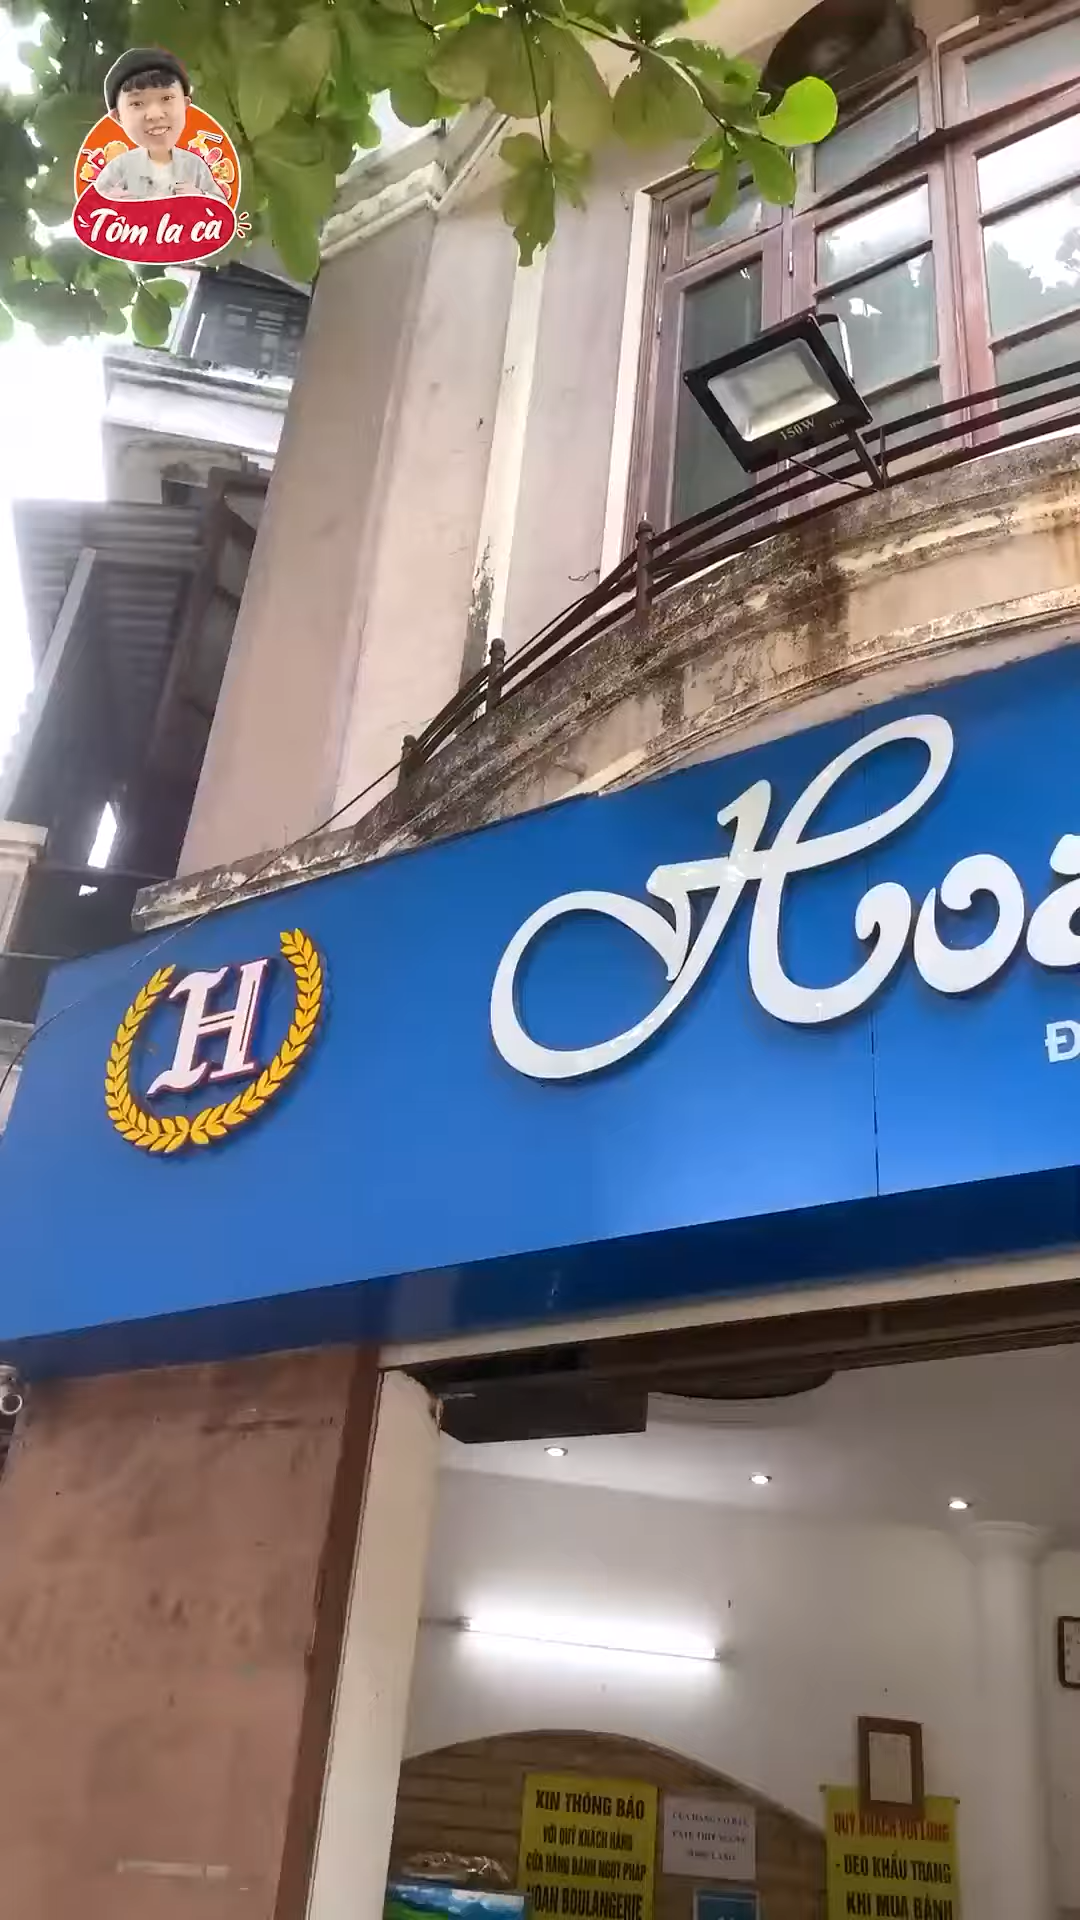 Tôm la cà
150W
H
Hoà
Đ
XIN THÔNG BÁO
VỚI QUÝ KHÁCH HÀNG
CỬA HÀNG BÁNH NGỌT PHÁP
HOAN BOULANGERIE
QUÝ KHÁCH VUI LÒNG
- ĐEO KHẨU TRANG
KHI MUA BÁNH